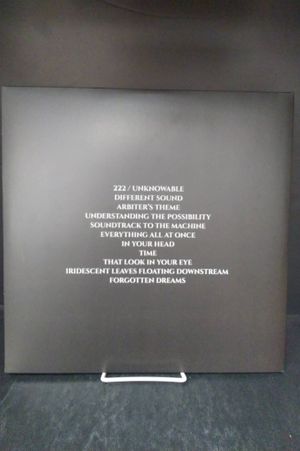 222 / UNKNOWABLE
DIFFERENT SOUND
ARBITER'S THEME
UNDERSTANDING THE POSSIBILITY
SOUNDTRACK TO THE MACHINE
EVERYTHING ALL AT ONCE
IN YOUR HEAD
TIME
THAT LOOK IN YOUR EYE
IRIDESCENT LEAVES FLOATING DOWNSTREAM
FORGOTTEN DREAMS